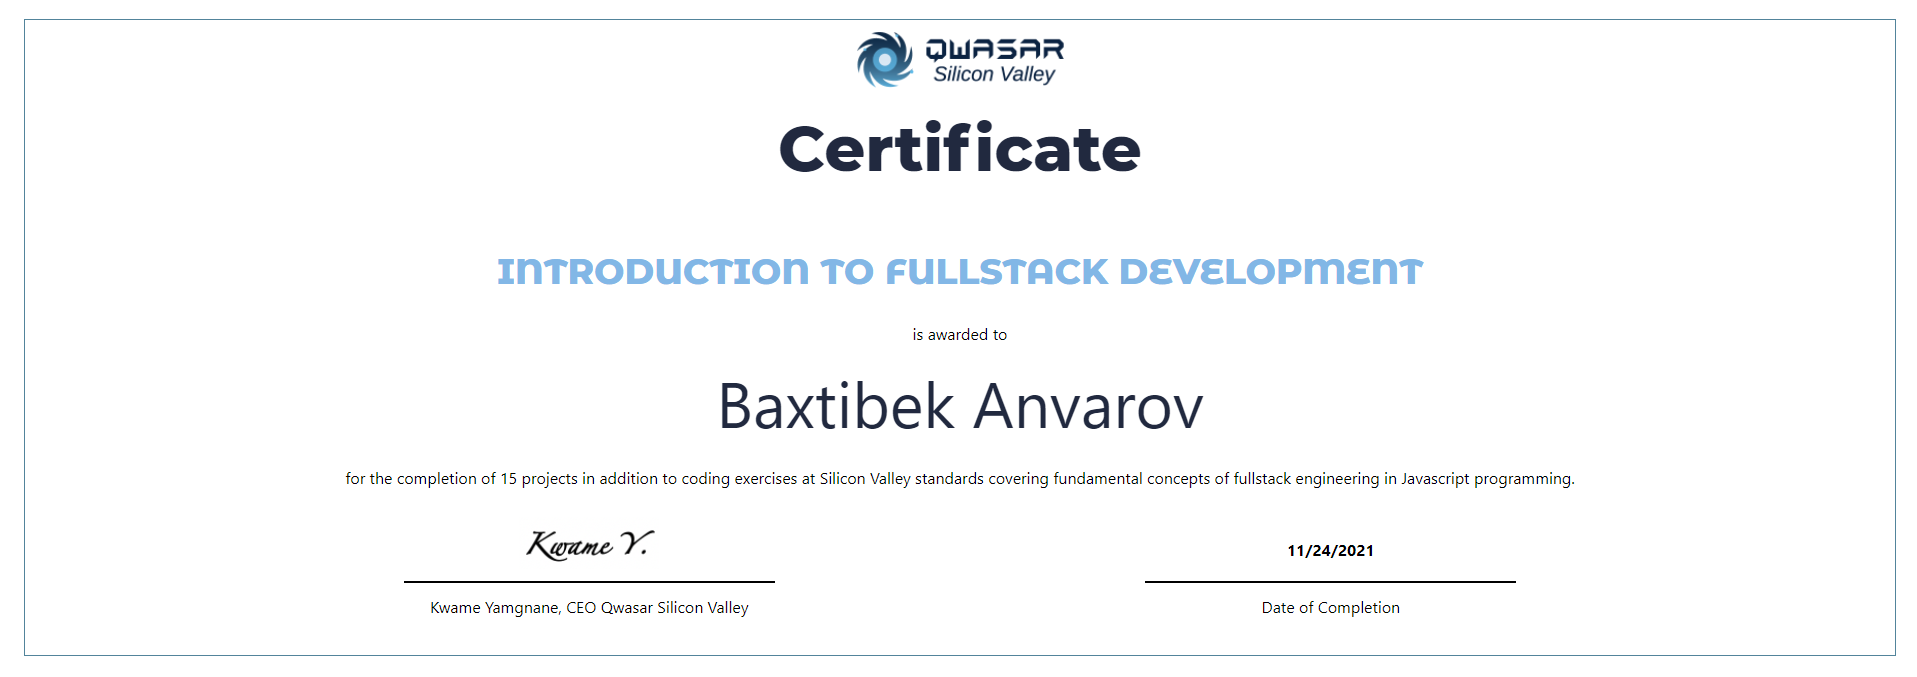 QWASAR
Silicon Valley
Certificate
INTRODUCTION TO FULLSTACK DEVELOPMENT
is awarded to
Baxtibek Anvarov
for the completion of 15 projects in addition to coding exercises at Silicon Valley standards covering fundamental concepts of fullstack engineering in Javascript programming.
Kwame Y.
11/24/2021
Kwame Yamgnane, CEO Qwasar Silicon Valley
Date of Completion